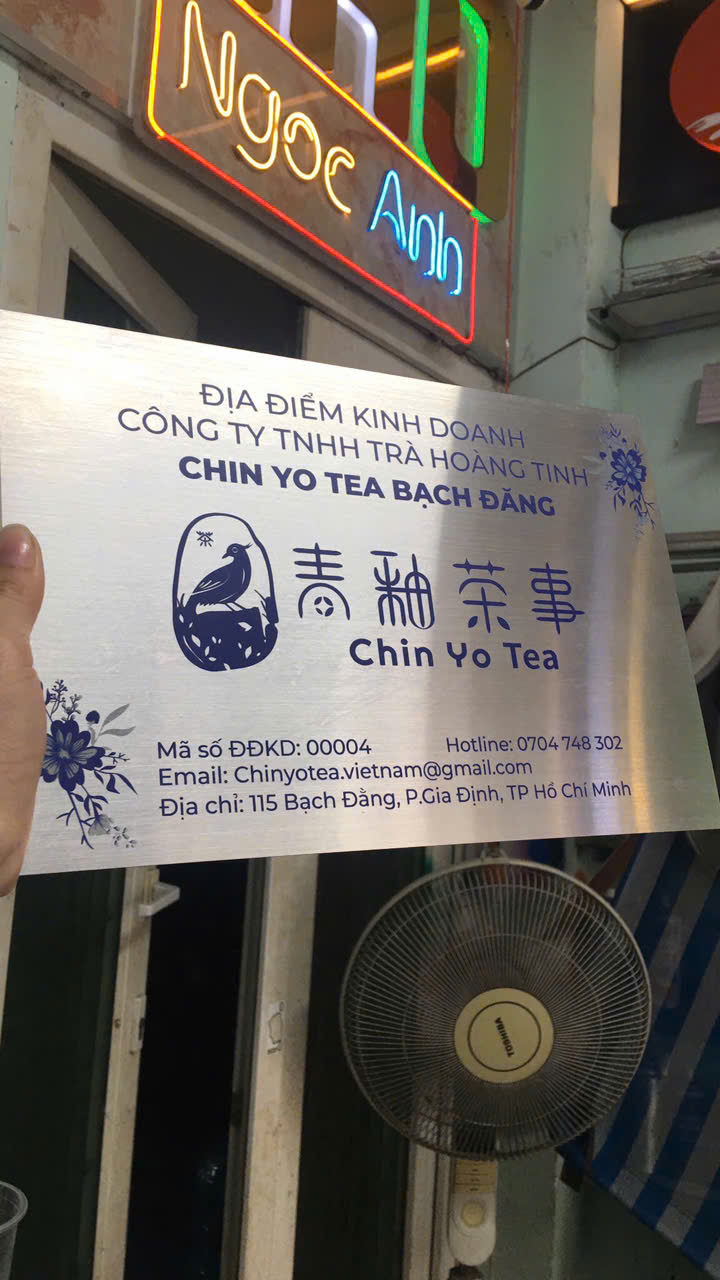 Ngọc Anh
ĐỊA ĐIỂM KINH DOANH
CÔNG TY TNHH TRÀ HOÀNG TINH
CHIN YO TEA BẠCH ĐĂNG
青釉茶事
Chin Yo Tea
Mã số ĐĐKD: 00004
Hotline: 0704 748 302
Email: Chinyotea.vietnam@gmail.com
Địa chỉ: 115 Bạch Đằng, P.Gia Định, TP Hồ Chí Minh
TOSHIBA